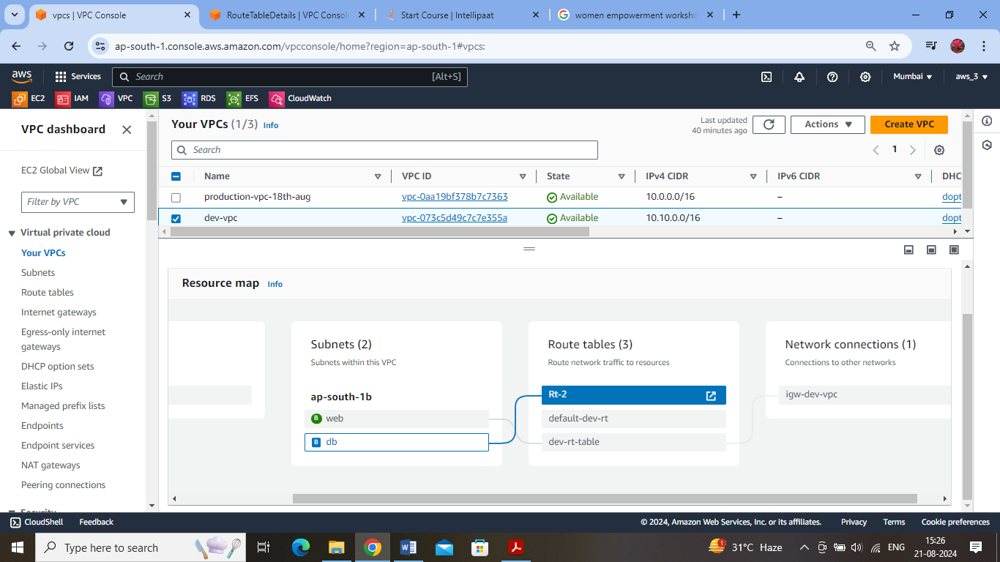 vpcs | VPC Console
RouteTableDetails | VPC Consol
Start Course | Intellipaat
women empowerment worksho
ap-south-1.console.aws.amazon.com/vpcconsole/home?region=ap-south-1#vpcs:
aws
Services
Search
[Alt+S]
Mumbai
aws_3
EC2
IAM
VPC
S3
RDS
EFS
CloudWatch
VPC dashboard
EC2 Global View
Filter by VPC
Virtual private cloud
Your VPCs
Subnets
Route tables
Internet gateways
Egress-only internet
gateways
DHCP option sets
Elastic IPs
Managed prefix lists
Endpoints
Endpoint services
NAT gateways
Peering connections
Security
Your VPCs (1/3) Info
Last updated
40 minutes ago
Actions
Create VPC
Search
1
Name VPC ID State IPv4 CIDR IPv6 CIDR DHC
production-vpc-18th-aug vpc-0aa19bf378b7c7363 Available 10.0.0.0/16 – dopt
dev-vpc vpc-073c5d49c7c7e355a Available 10.10.0.0/16 – dopt
Resource map Info
Subnets (2)
Subnets within this VPC
ap-south-1b
B web
B db
Route tables (3)
Route network traffic to resources
Rt-2
default-dev-rt
dev-rt-table
Network connections (1)
Connections to other networks
igw-dev-vpc
CloudShell Feedback © 2024, Amazon Web Services, Inc. or its affiliates. Privacy Terms Cookie preferences
Type here to search
1
31°C Haze
ENG
15:26
21-08-2024